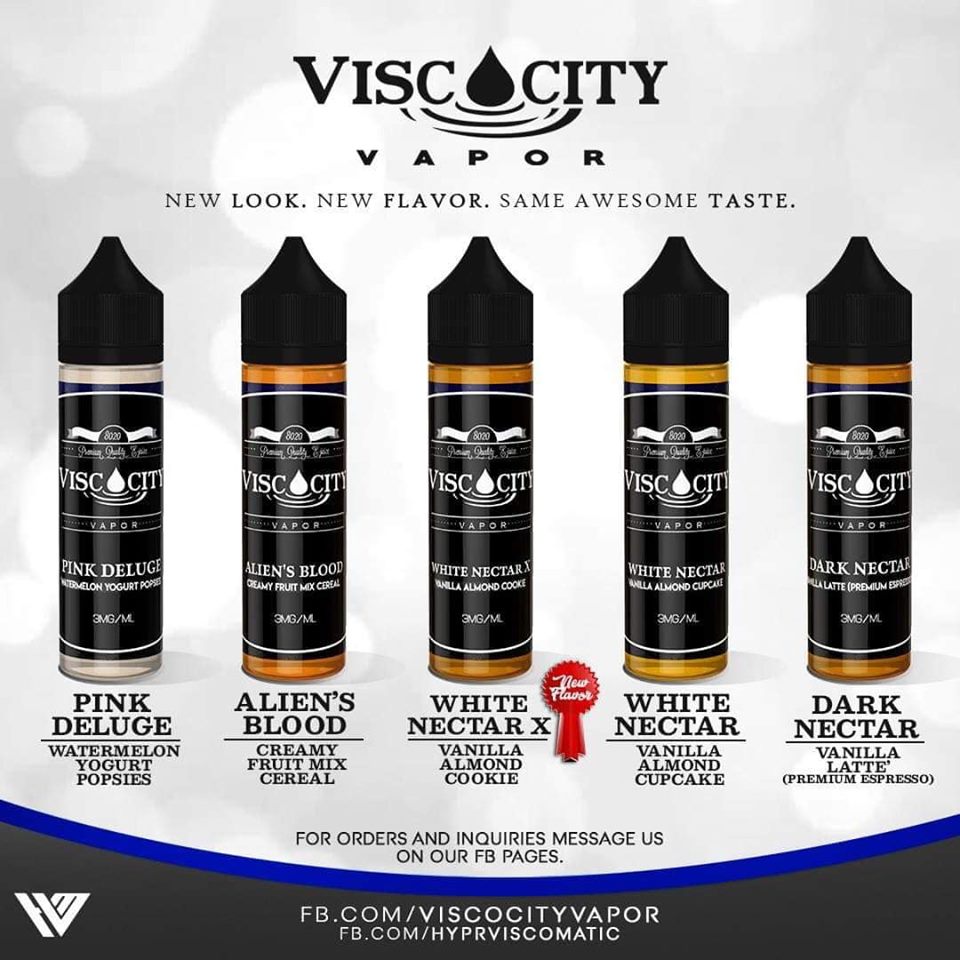 VISCOCITY
VAPOR
NEW LOOK. NEW FLAVOR. SAME AWESOME TASTE.
8020
Premium Quality Ejuice
VISCOCITY
VAPOR
PINK DELUGE
WATERMELON YOGURT POPSIES
3MG/ML
8020
Premium Quality Ejuice
VISCOCITY
VAPOR
ALIEN'S BLOOD
CREAMY FRUIT MIX CEREAL
3MG/ML
8020
Premium Quality Ejuice
VISCOCITY
VAPOR
WHITE NECTAR X
VANILLA ALMOND COOKIE
3MG/ML
8020
Premium Quality Ejuice
VISCOCITY
VAPOR
WHITE NECTAR
VANILLA ALMOND CUPCAKE
3MG/ML
8020
Premium Quality Ejuice
VISCOCITY
VAPOR
DARK NECTAR
LATTE (PREMIUM
3MG/ML
PINK
DELUGE
WATERMELON
YOGURT
POPSIES
ALIEN'S
BLOOD
CREAMY
FRUIT MIX
CEREAL
WHITE
NECTAR X
VANILLA
ALMOND
COOKIE
New
Flavor
WHITE
NECTAR
VANILLA
ALMOND
CUPCAKE
DARK
NECTAR
VANILLA
LATTE'
(PREMIUM ESPRESSO)
FOR ORDERS AND INQUIRIES MESSAGE US
ON OUR FB PAGES.
FB.COM/VISCOCITYVAPOR
FB.COM/HYPRVISCOMATIC